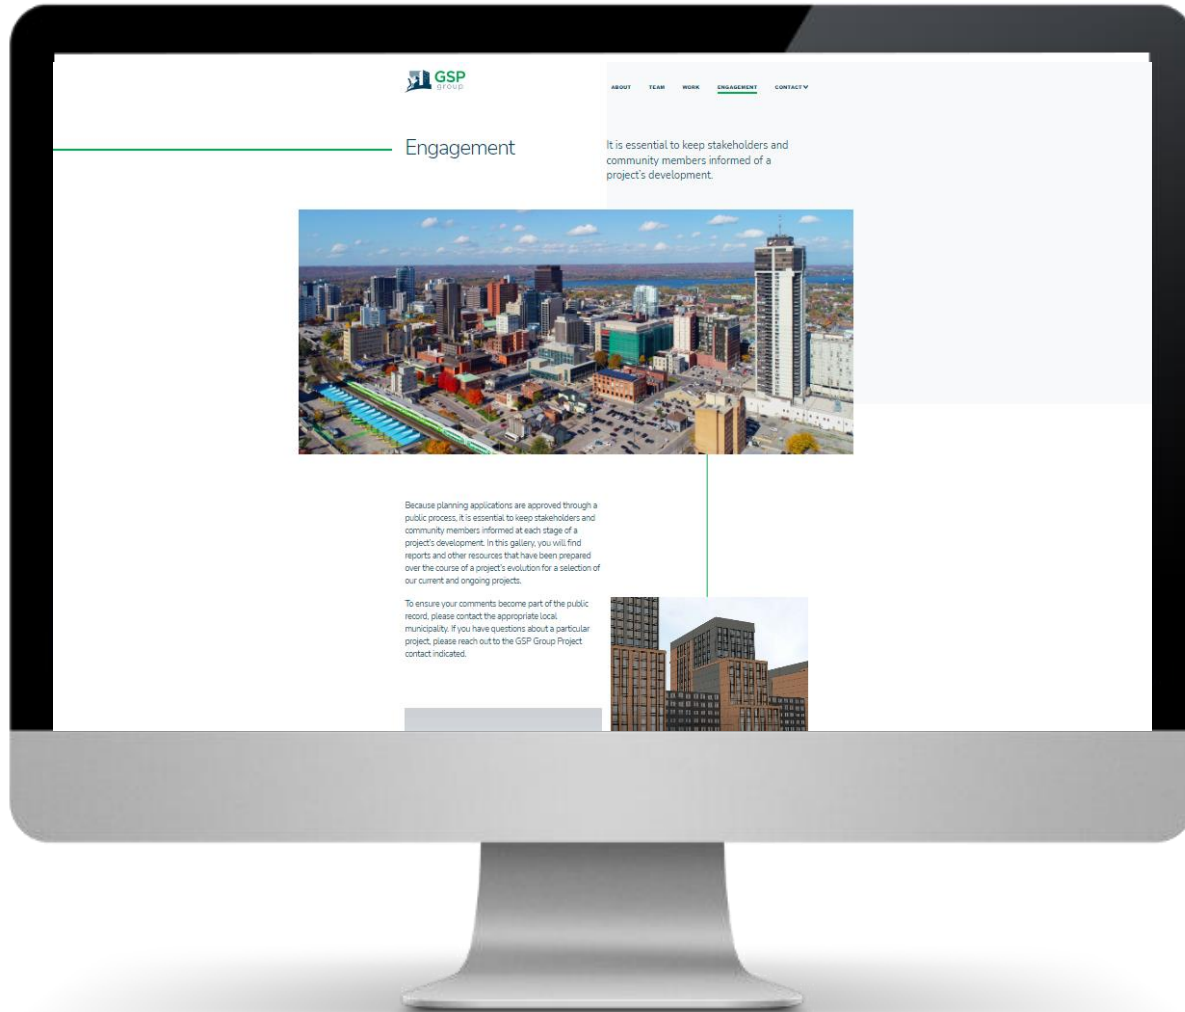 GSP
group
ABOUT TEAM WORK ENGAGEMENT CONTACT
Engagement
It is essential to keep stakeholders and
community members informed of a
project's development.
Because planning applications are approved through a
public process, it is essential to keep stakeholders and
community members informed at each stage of a
project's development. In this gallery, you will find
reports and other resources that have been prepared
over the course of a project's evolution for a selection of
our current and ongoing projects.
To ensure your comments become part of the public
record, please contact the appropriate local
municipality. If you have questions about a particular
project, please reach out to the GSP Group Project
contact indicated.